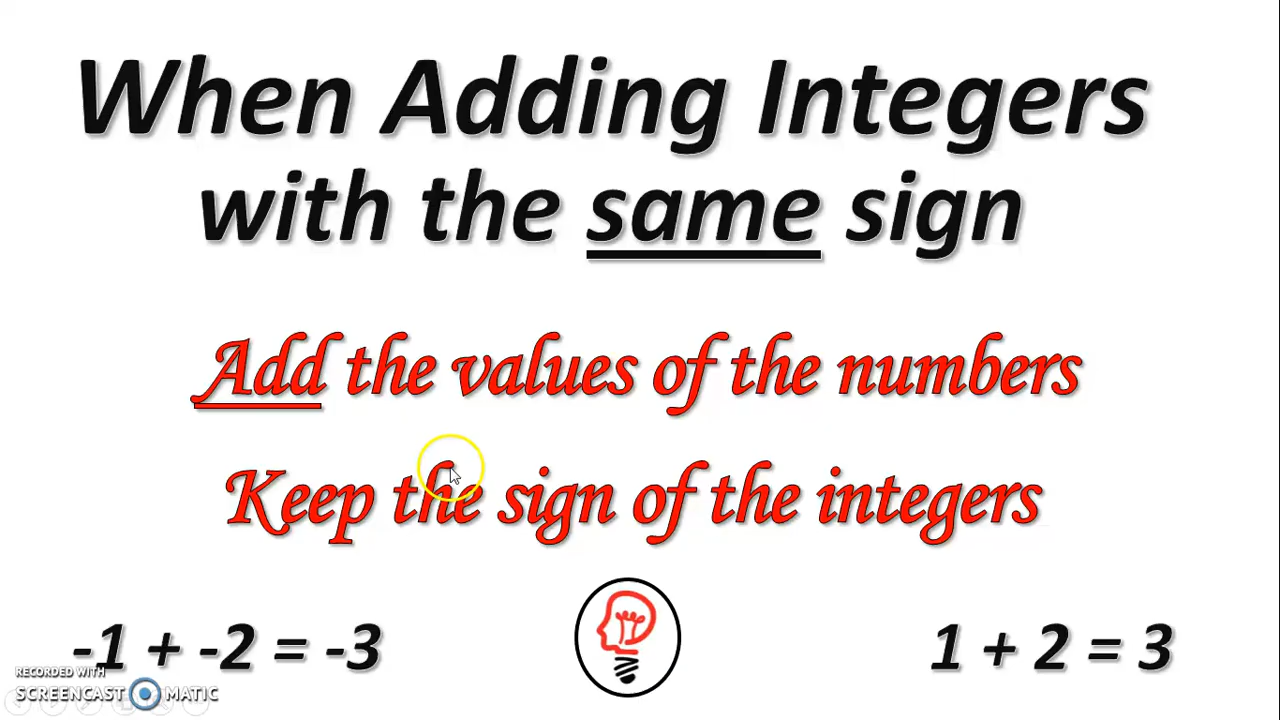 When Adding Integers
with the same sign
Add the values of the numbers
Keep the sign of the integers
-1 + -2 = -3
1 + 2 = 3
RECORDED WITH
SCREENCAST MATIC